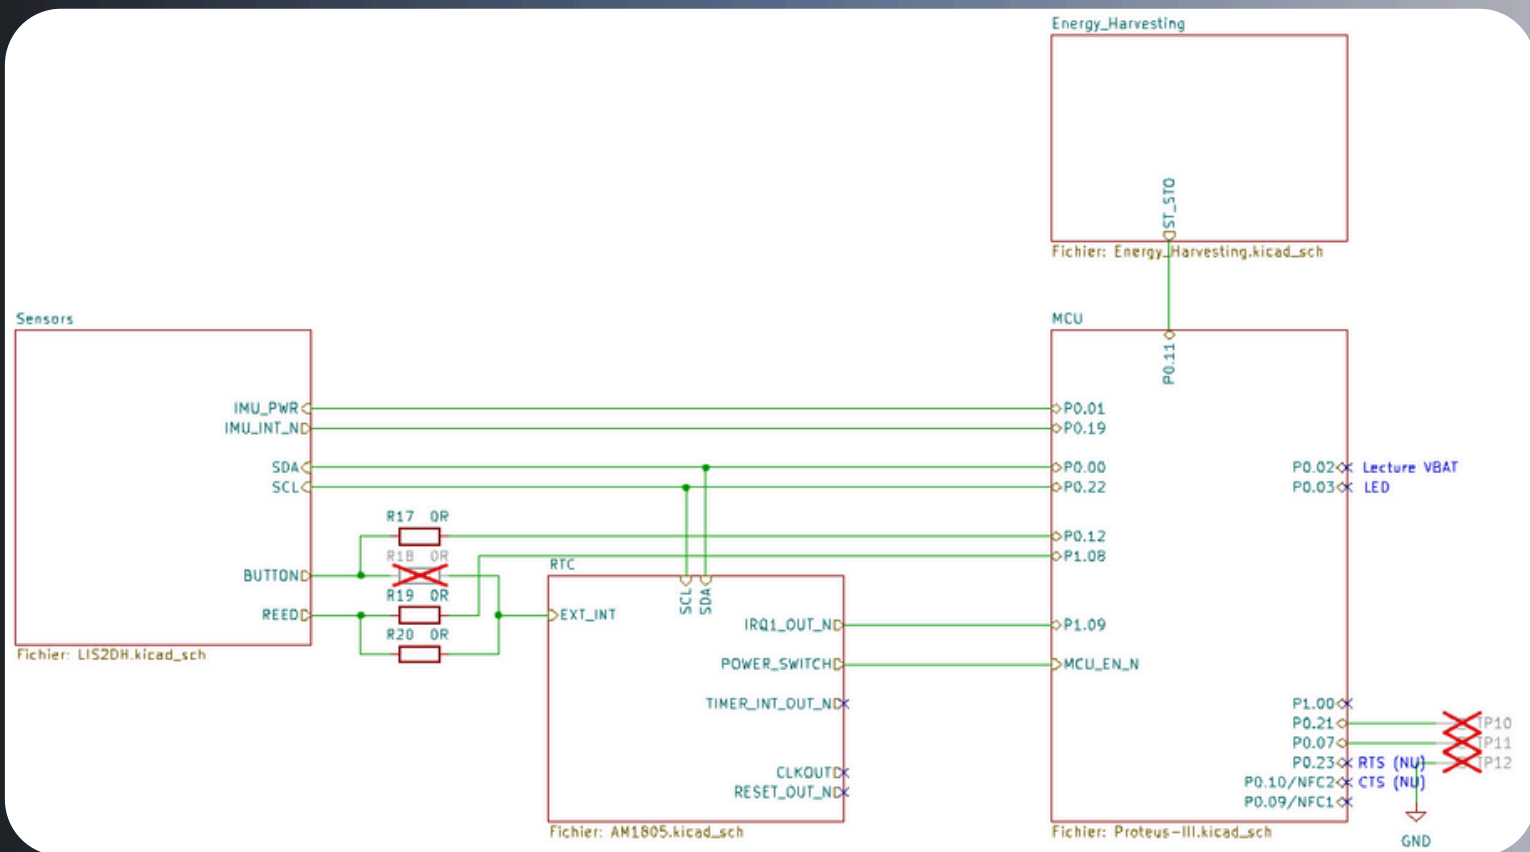 Energy_Harvesting
ST_STO
Fichier: Energy_Harvesting.kicad_sch
Sensors
IMU_PWR
IMU_INT_N
SDA
SCL
BUTTON
REED
Fichier: LIS2DH.kicad_sch
R17 0R
R18 0R
R19 0R
R20 0R
RTC
SCL
SDA
EXT_INT
IRQ1_OUT_N
POWER_SWITCH
TIMER_INT_OUT_N
CLKOUT
RESET_OUT_N
Fichier: AM1805.kicad_sch
MCU
P0.11
P0.01
P0.19
P0.00
P0.22
P0.12
P1.08
P1.09
MCU_EN_N
P0.02 Lecture VBAT
P0.03 LED
P1.00
P0.21 TP10
P0.07 TP11
P0.23 RTS (NU) TP12
P0.10/NFC2 CTS (NU)
P0.09/NFC1
GND
Fichier: Proteus-III.kicad_sch